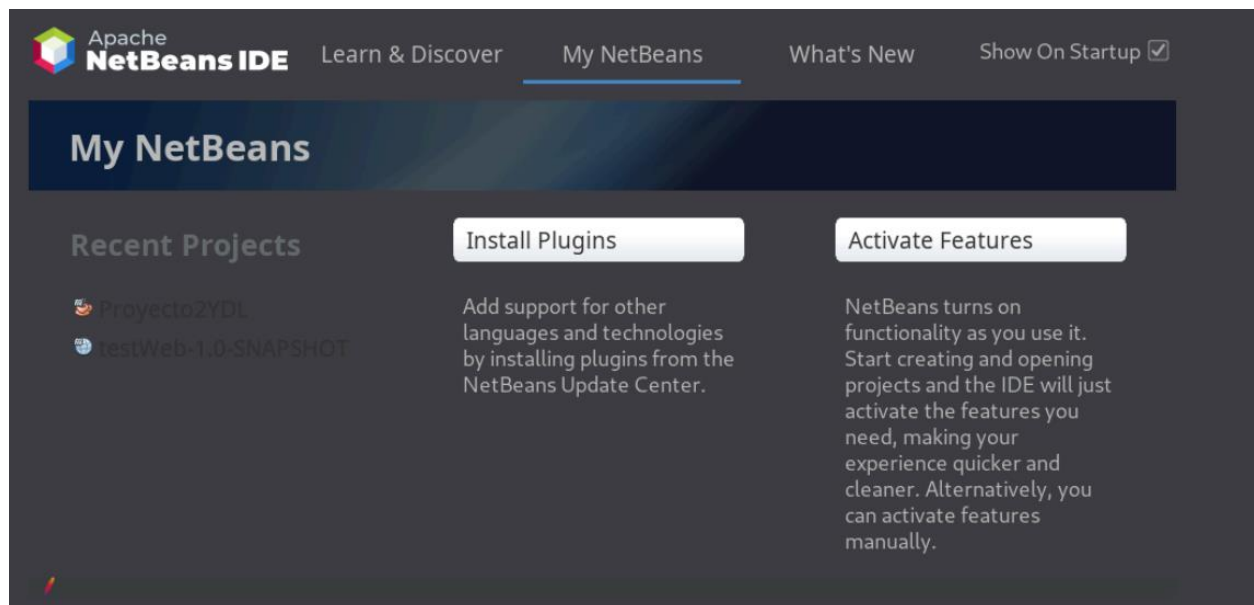 Apache
NetBeans IDE
Learn & Discover
My NetBeans
What's New
Show On Startup
My NetBeans
Recent Projects
Proyecto2YDL
testWeb-1.0-SNAPSHOT
Install Plugins
Add support for other
languages and technologies
by installing plugins from the
NetBeans Update Center.
Activate Features
NetBeans turns on
functionality as you use it.
Start creating and opening
projects and the IDE will just
activate the features you
need, making your
experience quicker and
cleaner. Alternatively, you
can activate features
manually.